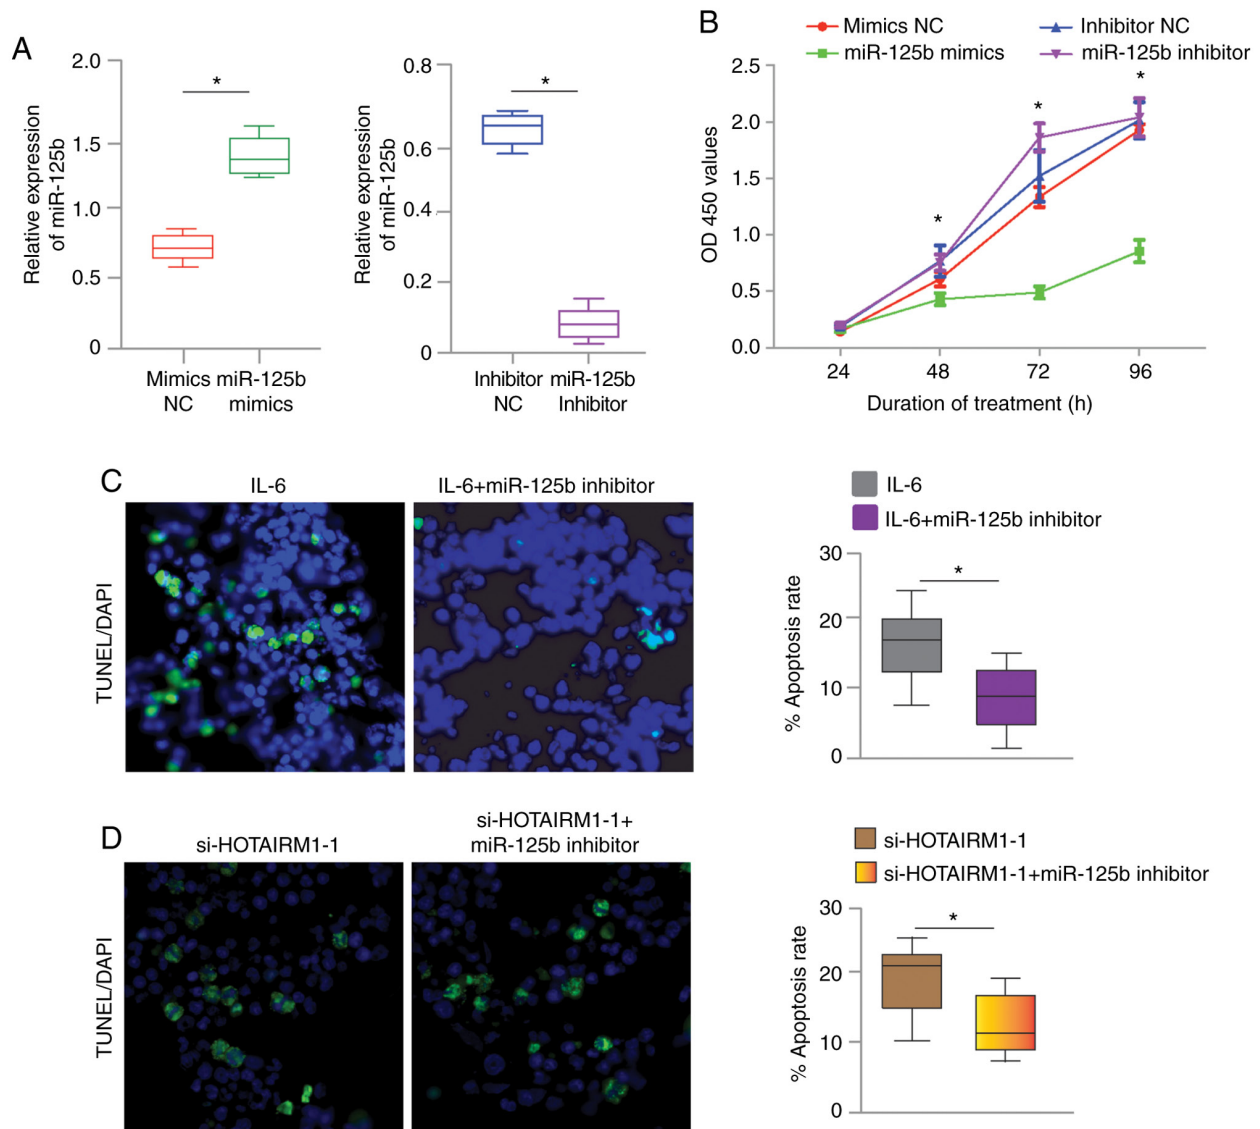 A
Relative expression
of miR-125b
2.0
1.5
1.0
0.5
0
*
Mimics
NC
miR-125b
mimics
Relative expression
of miR-125b
0.8
0.6
0.4
0.2
0
*
Inhibitor
NC
miR-125b
Inhibitor
B
Mimics NC
miR-125b mimics
Inhibitor NC
miR-125b inhibitor
OD 450 values
2.5
2.0
1.5
1.0
0.5
0.0
*
*
*
24
48
72
96
Duration of treatment (h)
C
IL-6
IL-6+miR-125b inhibitor
TUNEL/DAPI
IL-6
IL-6+miR-125b inhibitor
% Apoptosis rate
30
20
10
0
*
D
si-HOTAIRM1-1
si-HOTAIRM1-1+
miR-125b inhibitor
TUNEL/DAPI
si-HOTAIRM1-1
si-HOTAIRM1-1+miR-125b inhibitor
% Apoptosis rate
30
20
10
0
*